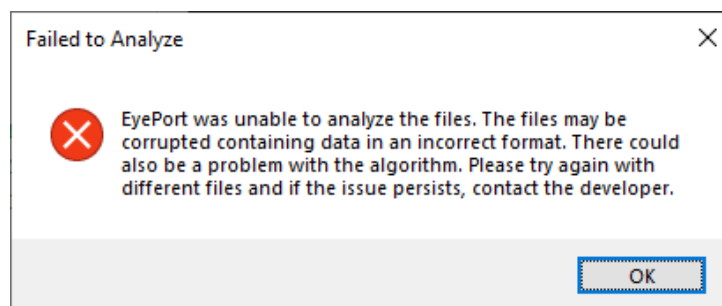 Failed to Analyze
EyePort was unable to analyze the files. The files may be
corrupted containing data in an incorrect format. There could
also be a problem with the algorithm. Please try again with
different files and if the issue persists, contact the developer.
OK